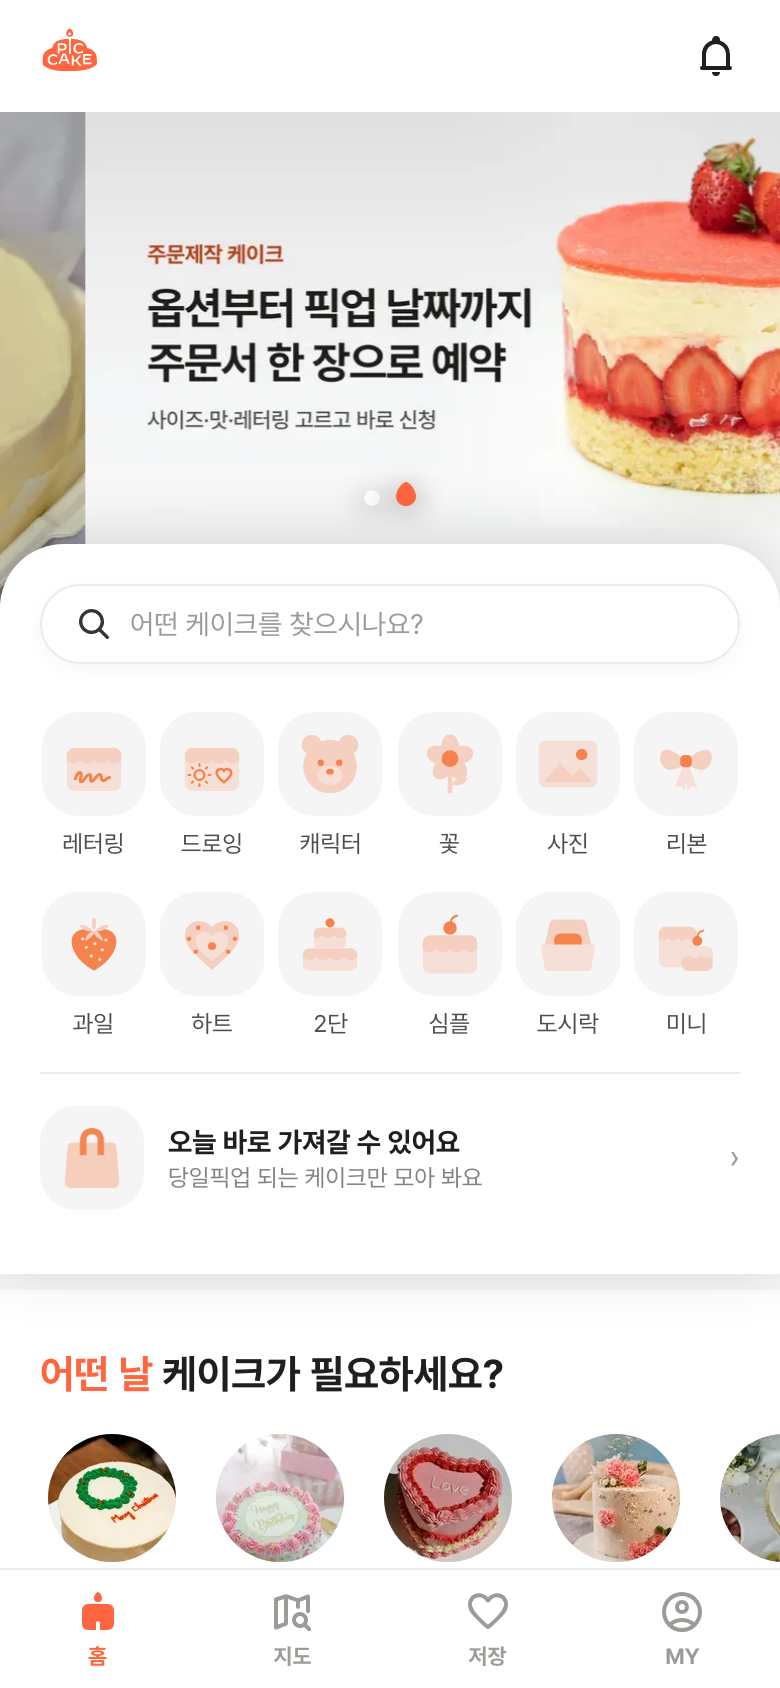 PIC
CAKE
주문제작 케이크
옵션부터 픽업 날짜까지
주문서 한 장으로 예약
사이즈·맛·레터링 고르고 바로 신청
어떤 케이크를 찾으시나요?
레터링 드로잉 캐릭터 꽃 사진 리본
과일 하트 2단 심플 도시락 미니
오늘 바로 가져갈 수 있어요
당일픽업 되는 케이크만 모아 봐요
어떤 날 케이크가 필요하세요?
Merry Christmas
Happy
Birthday
Love
홈 지도 저장 MY